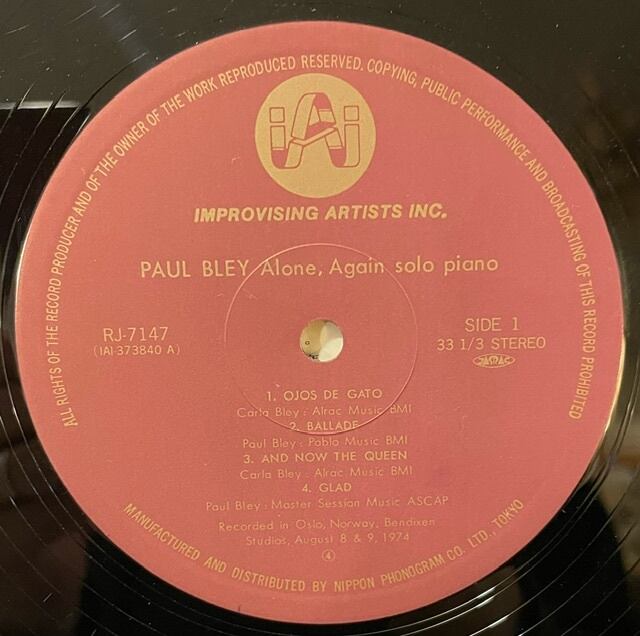 ALL RIGHTS OF THE RECORD PRODUCER AND OF THE OWNER OF THE WORK REPRODUCED RESERVED. COPYING, PUBLIC PERFORMANCE AND BROADCASTING OF THIS RECORD PROHIBITED
iAi
IMPROVISING ARTISTS INC.
PAUL BLEY Alone, Again solo piano
RJ-7147
(IAI-373840 A)
SIDE 1
33 1/3 STEREO
JASRAC
1. OJOS DE GATO
Carla Bley : Alrac Music BMI
2. BALLADE
Paul Bley : Pablo Music BMI
3. AND NOW THE QUEEN
Carla Bley : Alrac Music BMI
4. GLAD
Paul Bley : Master Session Music ASCAP
Recorded in Oslo, Norway, Bendixen
Studios, August 8 & 9, 1974
④
MANUFACTURED AND DISTRIBUTED BY NIPPON PHONOGRAM CO. LTD., TOKYO